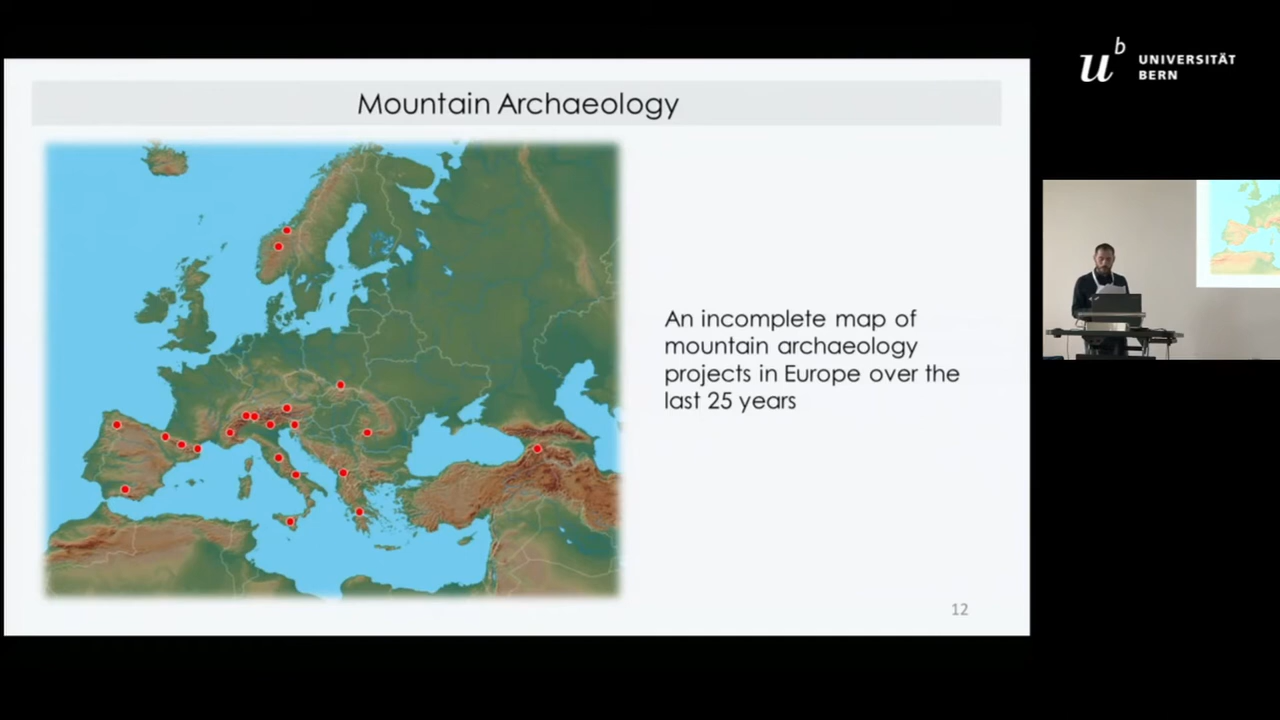 Mountain Archaeology
An incomplete map of
mountain archaeology
projects in Europe over the
last 25 years
12
u
b
UNIVERSITÄT
BERN